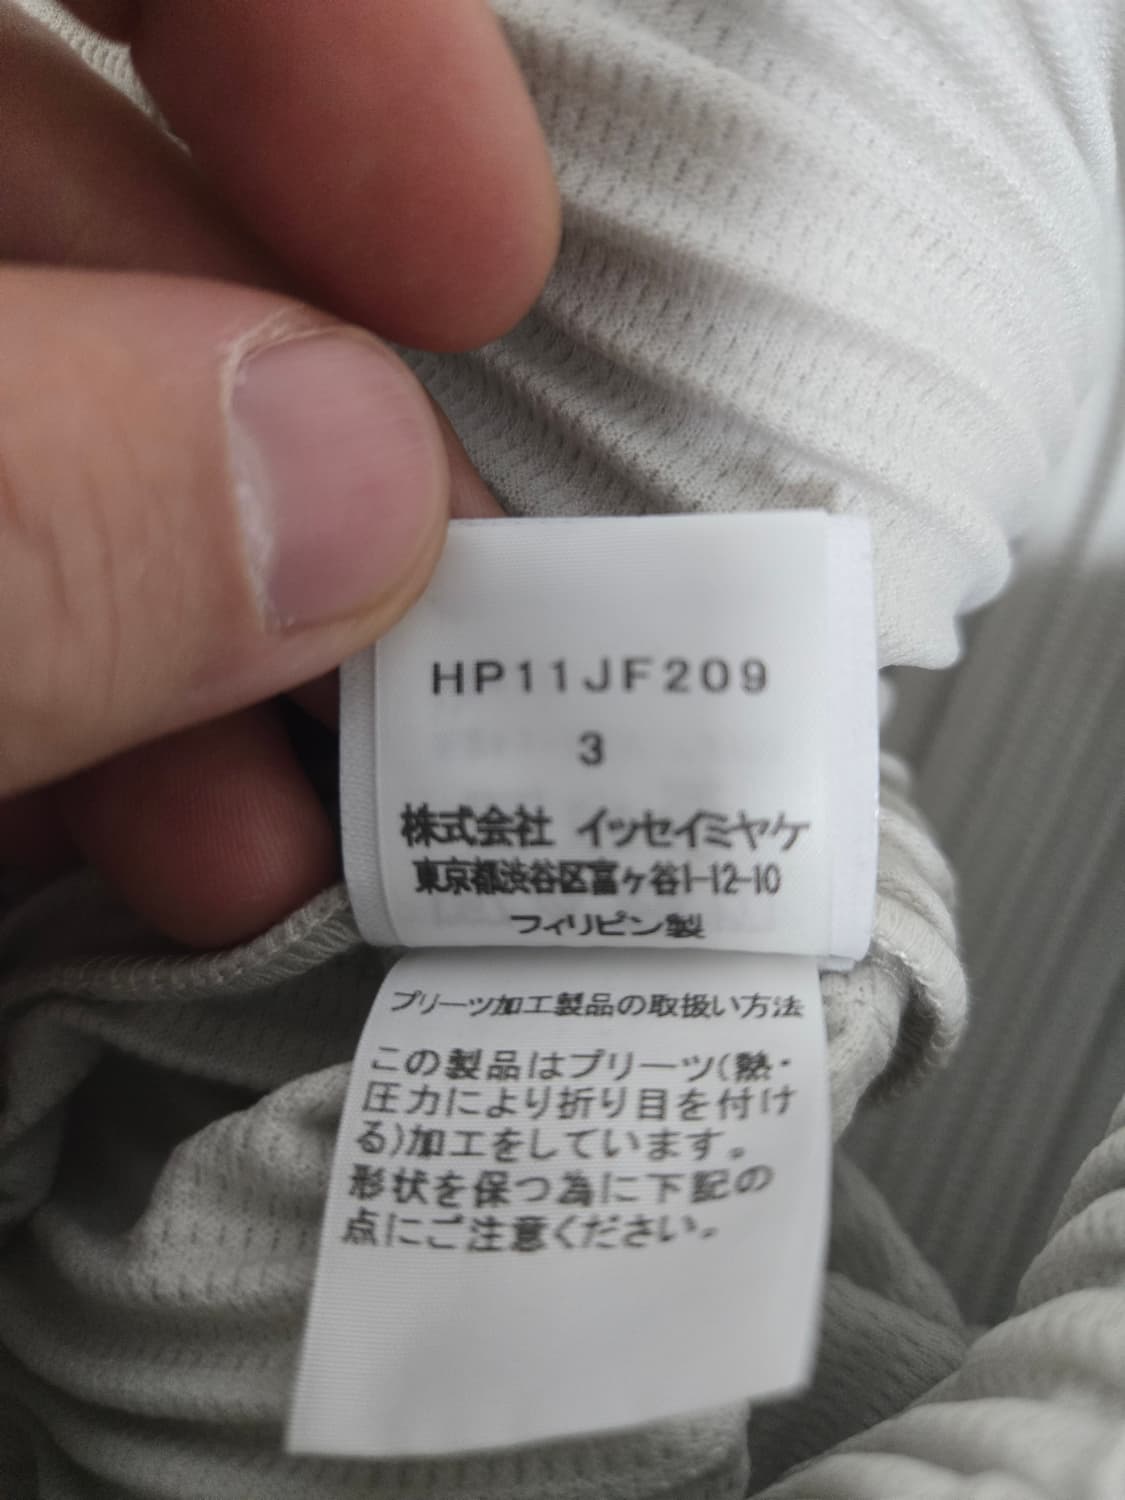 HP11JF209
3
株式会社 イッセイミヤケ
東京都渋谷区富ヶ谷1-12-10
フィリピン製
プリーツ加工製品の取扱い方法
この製品はプリーツ(熱・
圧力により折り目を付け
る)加工をしています。
形状を保つ為に下記の
点にご注意ください。